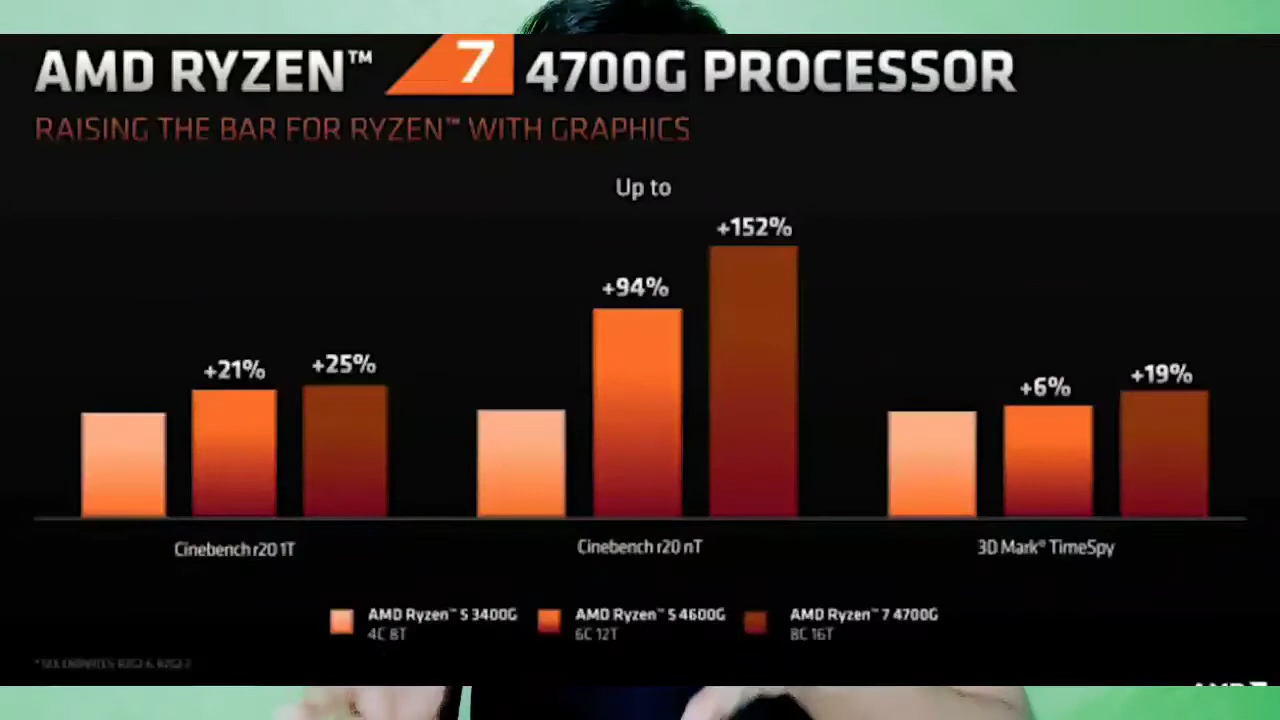 AMD RYZEN™ 7 4700G PROCESSOR
RAISING THE BAR FOR RYZEN™ WITH GRAPHICS
Up to
+21%
+25%
+94%
+152%
+6%
+19%
Cinebench r20 1T
Cinebench r20 nT
3D Mark® TimeSpy
AMD Ryzen™ 5 3400G
4C 8T
AMD Ryzen™ 5 4600G
6C 12T
AMD Ryzen™ 7 4700G
8C 16T